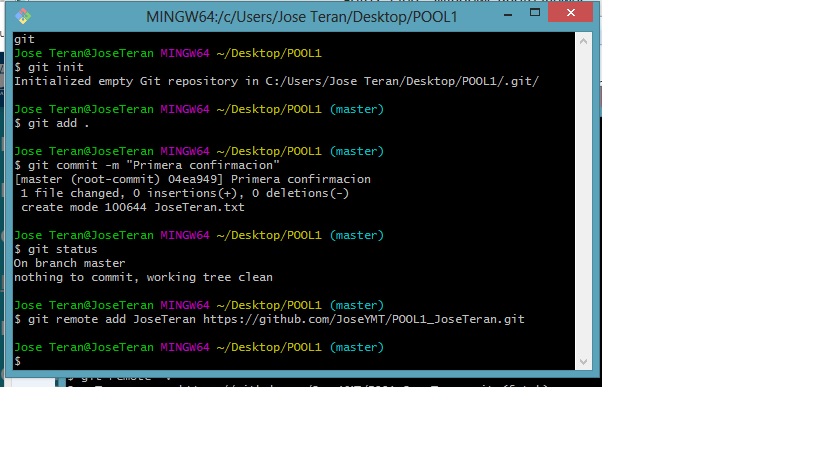 MINGW64:/c/Users/Jose Teran/Desktop/POOL1
git
Jose Teran@JoseTeran MINGW64 ~/Desktop/POOL1
$ git init
Initialized empty Git repository in C:/Users/Jose Teran/Desktop/POOL1/.git/
Jose Teran@JoseTeran MINGW64 ~/Desktop/POOL1 (master)
$ git add .
Jose Teran@JoseTeran MINGW64 ~/Desktop/POOL1 (master)
$ git commit -m "Primera confirmacion"
[master (root-commit) 04ea949] Primera confirmacion
1 file changed, 0 insertions(+), 0 deletions(-)
create mode 100644 JoseTeran.txt
Jose Teran@JoseTeran MINGW64 ~/Desktop/POOL1 (master)
$ git status
On branch master
nothing to commit, working tree clean
Jose Teran@JoseTeran MINGW64 ~/Desktop/POOL1 (master)
$ git remote add JoseTeran https://github.com/JoseYMT/POOL1_JoseTeran.git
Jose Teran@JoseTeran MINGW64 ~/Desktop/POOL1 (master)
$